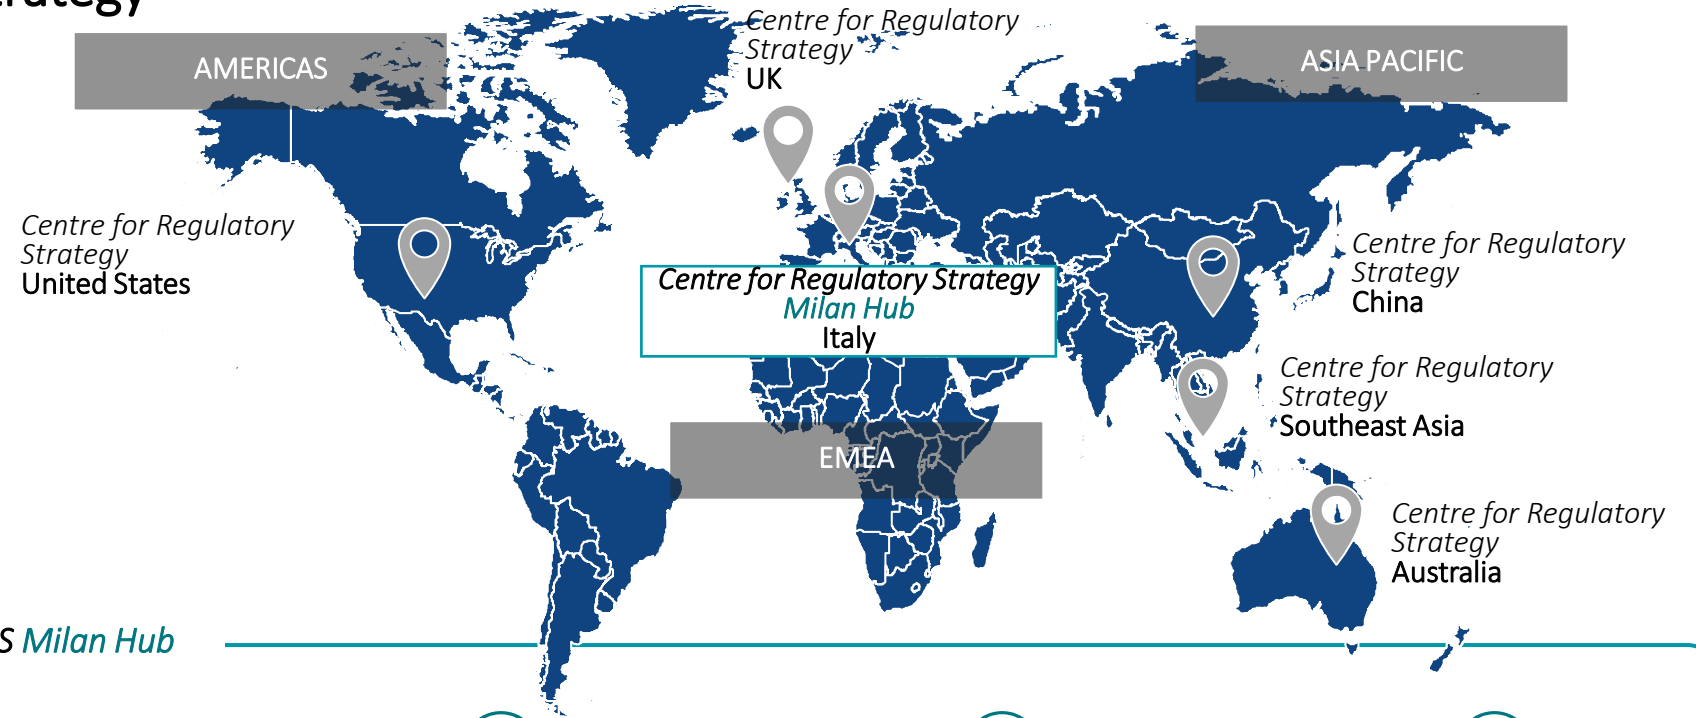 Centre for Regulatory
Strategy
UK
AMERICAS
ASIA PACIFIC
Centre for Regulatory
Strategy
United States
Centre for Regulatory
Strategy
China
Centre for Regulatory Strategy
Milan Hub
Italy
Centre for Regulatory
Strategy
Southeast Asia
EMEA
Centre for Regulatory
Strategy
Australia
S Milan Hub